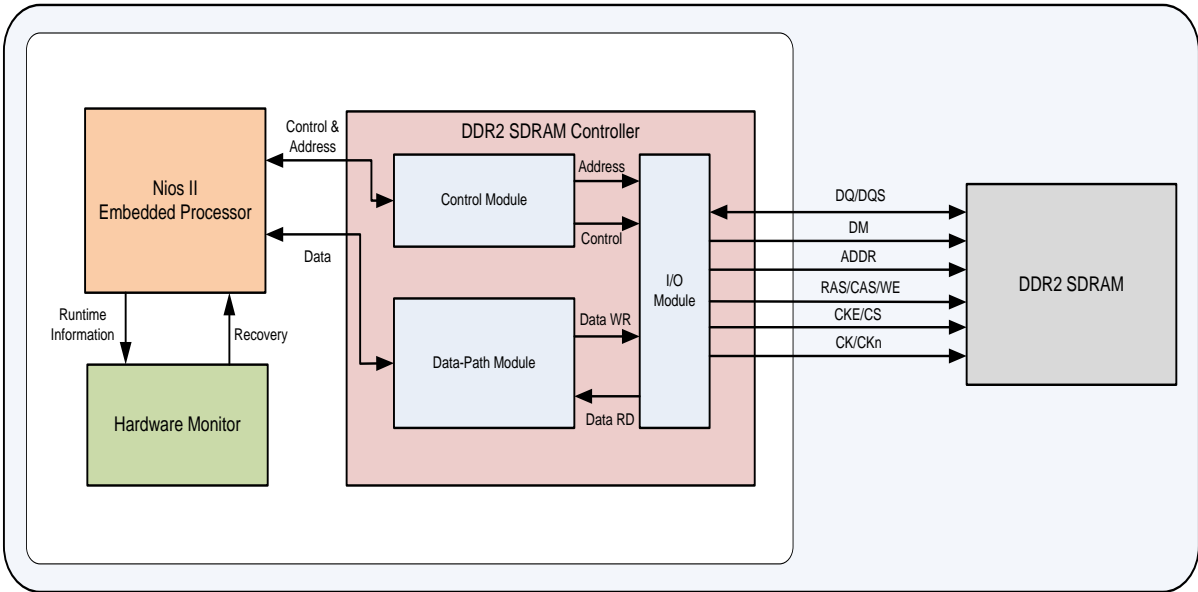 DDR2 SDRAM Controller
Control &
Address
Nios II
Embedded Processor
Control Module
Address
Control
Data
I/O
Module
DQ/DQS
DM
ADDR
RAS/CAS/WE
CKE/CS
CK/CKn
DDR2 SDRAM
Runtime
Information
Recovery
Data-Path Module
Data WR
Data RD
Hardware Monitor